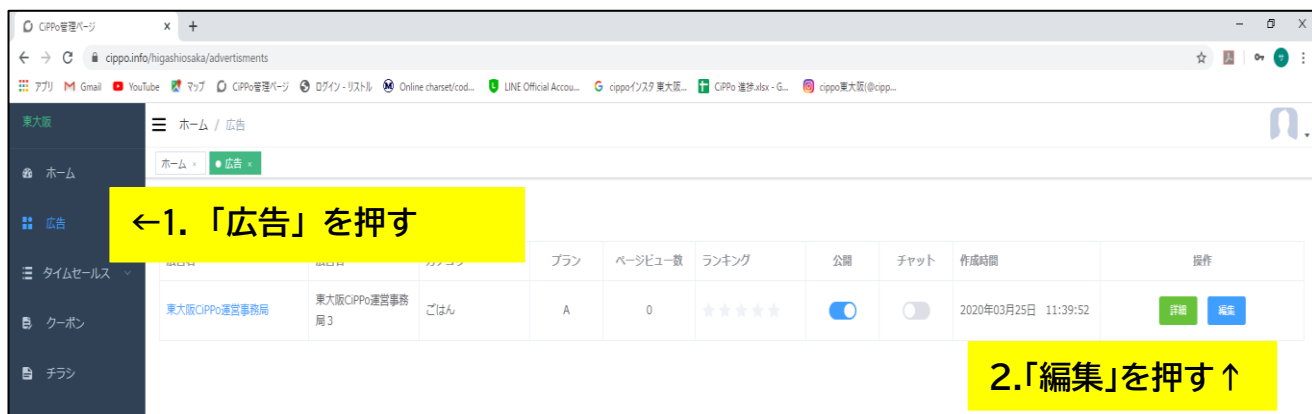 CiPPo管理ページ
cippo.info/higashiosaka/advertisments
アプリ Gmail YouTube マップ CiPPo管理ページ ログイン - リストル Online charset/cod... LINE Official Accou... cippoインスタ 東大阪... CiPPo 進捗.xlsx - G... cippo東大阪(@cipp...
東大阪
ホーム / 広告
ホーム × ● 広告 ×
ホーム
広告
←1. 「広告」を押す
タイムセールス
プラン ページビュー数 ランキング 公開 チャット 作成時間 操作
東大阪CiPPo運営事務局 東大阪CiPPo運営事務局3 ごはん A 0 2020年03月25日 11:39:52 詳細 編集
クーポン
チラシ
2.「編集」を押す↑